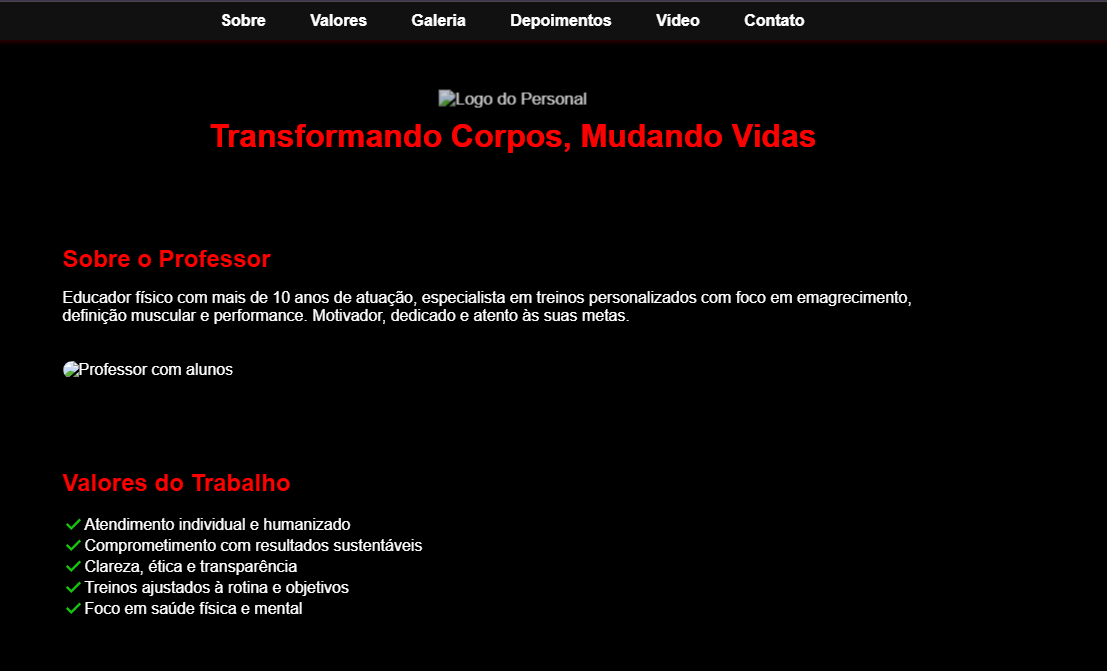 Sobre Valores Galeria Depoimentos Vídeo Contato
Logo do Personal
Transformando Corpos, Mudando Vidas
Sobre o Professor
Educador físico com mais de 10 anos de atuação, especialista em treinos personalizados com foco em emagrecimento,
definição muscular e performance. Motivador, dedicado e atento às suas metas.
Professor com alunos
Valores do Trabalho
Atendimento individual e humanizado
Comprometimento com resultados sustentáveis
Clareza, ética e transparência
Treinos ajustados à rotina e objetivos
Foco em saúde física e mental